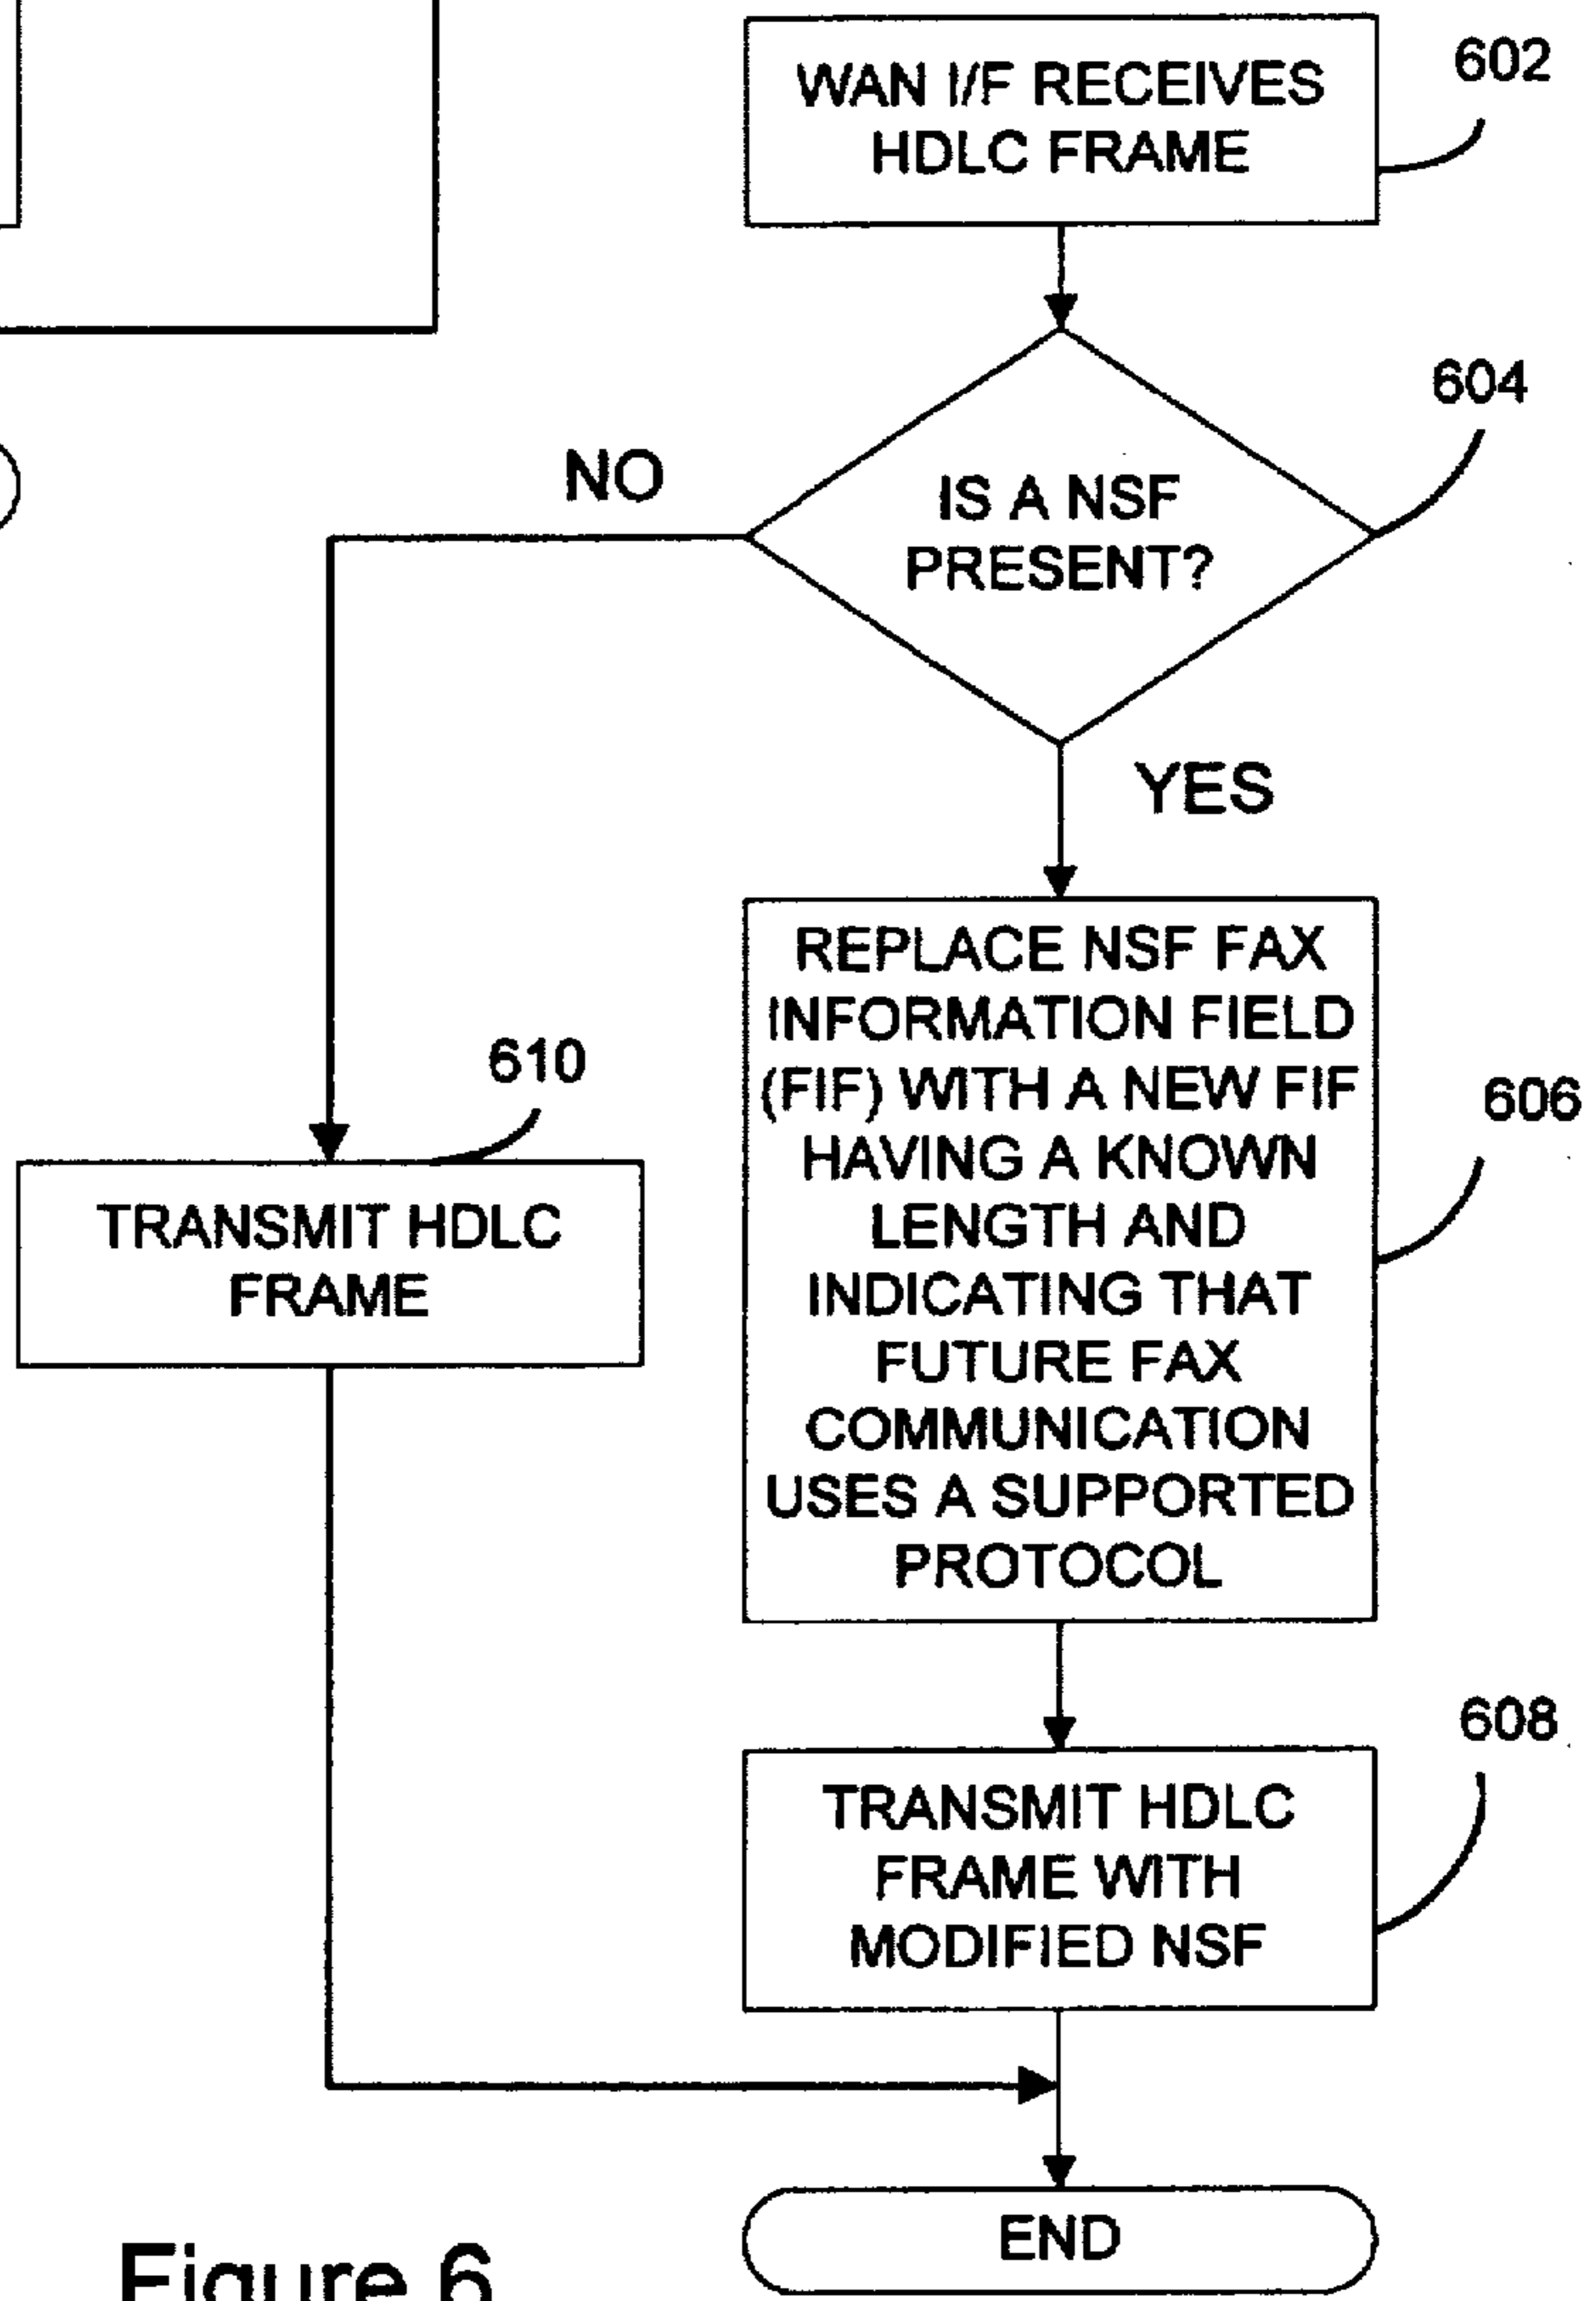 WAN I/F RECEIVES
HDLC FRAME
602
604
IS A NSF
PRESENT?
NO
YES
REPLACE NSF FAX
INFORMATION FIELD
(FIF) WITH A NEW FIF
HAVING A KNOWN
LENGTH AND
INDICATING THAT
FUTURE FAX
COMMUNICATION
USES A SUPPORTED
PROTOCOL
606
610
TRANSMIT HDLC
FRAME
608
TRANSMIT HDLC
FRAME WITH
MODIFIED NSF
END
Figure 6